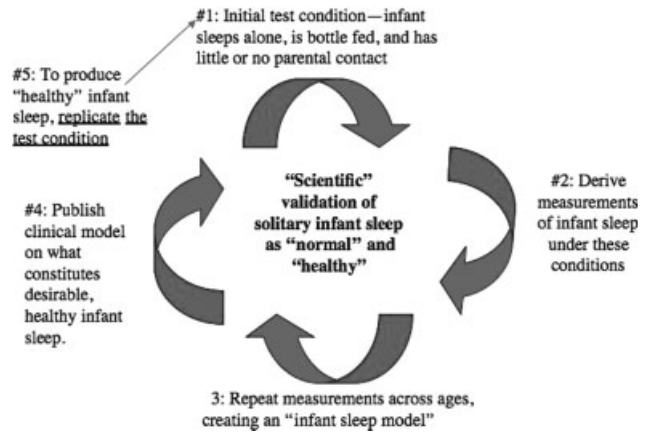 #1: Initial test condition—infant
sleeps alone, is bottle fed, and has
little or no parental contact
#5: To produce
“healthy” infant
sleep, replicate the
test condition
“Scientific”
validation of
solitary infant sleep
as “normal” and
“healthy”
#2: Derive
measurements
of infant sleep
under these
conditions
#4: Publish
clinical model
on what
constitutes
desirable,
healthy infant
sleep.
3: Repeat measurements across ages,
creating an “infant sleep model”